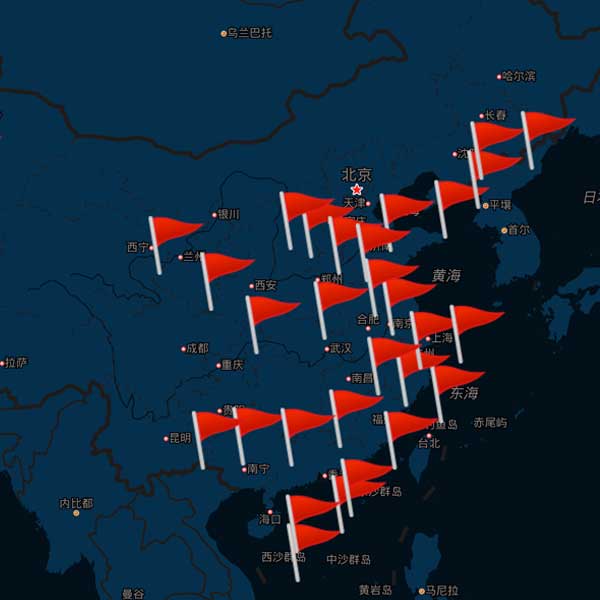 乌兰巴托
哈尔滨
长春
北京
天津
银川
平壤
首尔
西宁
兰州
西安
郑州
黄海
合肥
南京
上海
成都
重庆
武汉
拉萨
南昌
东海
钓鱼岛
赤尾屿
台北
昆明
南宁
内比都
海口
西沙群岛
中沙群岛
黄岩岛
马尼拉
曼谷